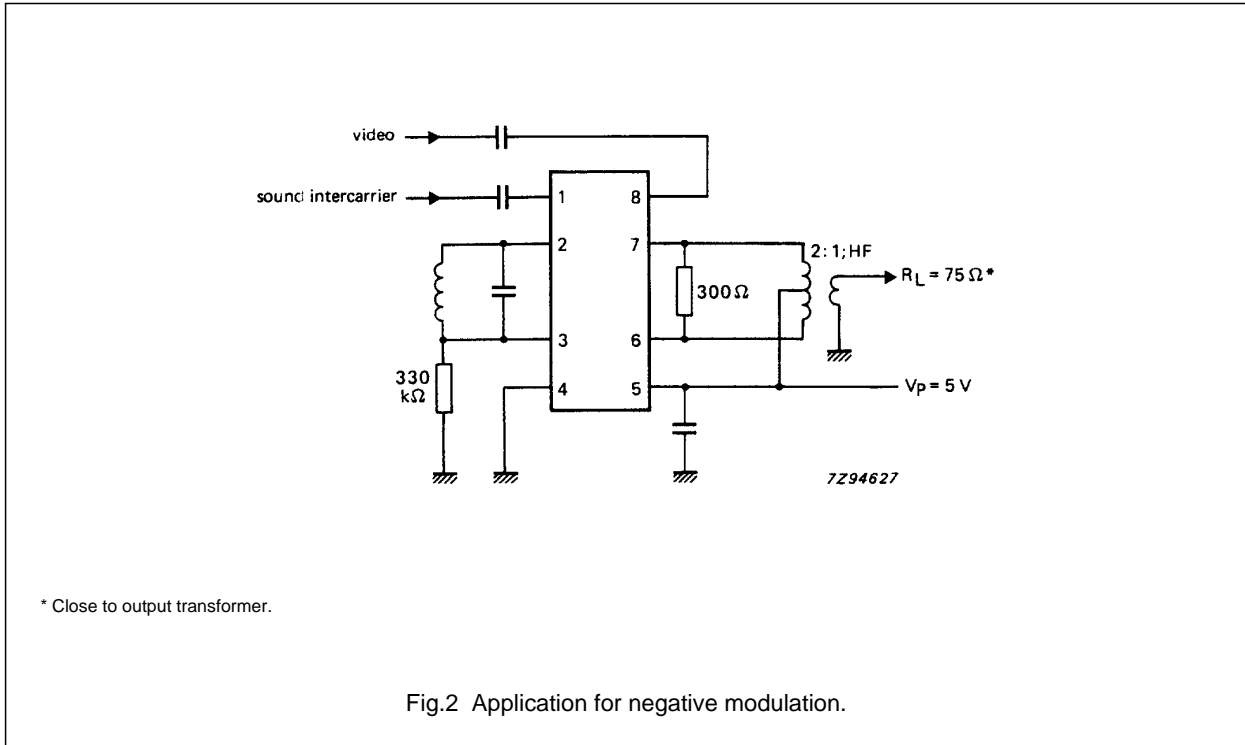 video
sound intercarrier
1
8
2
7
2:1;HF
R_L = 75 Ω*
300Ω
3
6
330
kΩ
4
5
V_P = 5 V
7Z94627
* Close to output transformer.
Fig.2 Application for negative modulation.